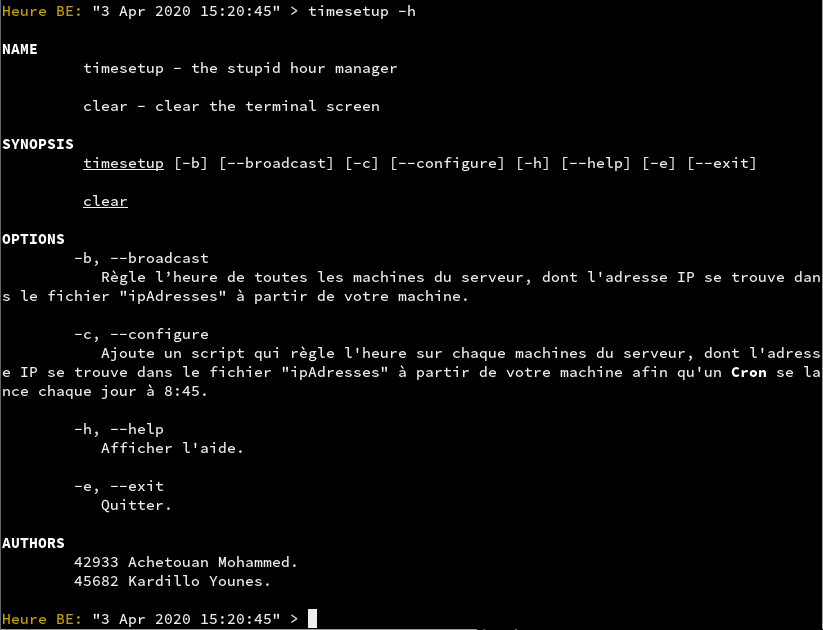 Heure BE: "3 Apr 2020 15:20:45" > timesetup -h
NAME
timesetup - the stupid hour manager
clear - clear the terminal screen
SYNOPSIS
timesetup [-b] [--broadcast] [-c] [--configure] [-h] [--help] [-e] [--exit]
clear
OPTIONS
-b, --broadcast
Règle l’heure de toutes les machines du serveur, dont l'adresse IP se trouve dan
s le fichier "ipAdresses" à partir de votre machine.
-c, --configure
Ajoute un script qui règle l'heure sur chaque machines du serveur, dont l'adress
e IP se trouve dans le fichier "ipAdresses" à partir de votre machine afin qu'un Cron se la
nce chaque jour à 8:45.
-h, --help
Afficher l'aide.
-e, --exit
Quitter.
AUTHORS
42933 Achetouan Mohammed.
45682 Kardillo Younes.
Heure BE: "3 Apr 2020 15:20:45" >